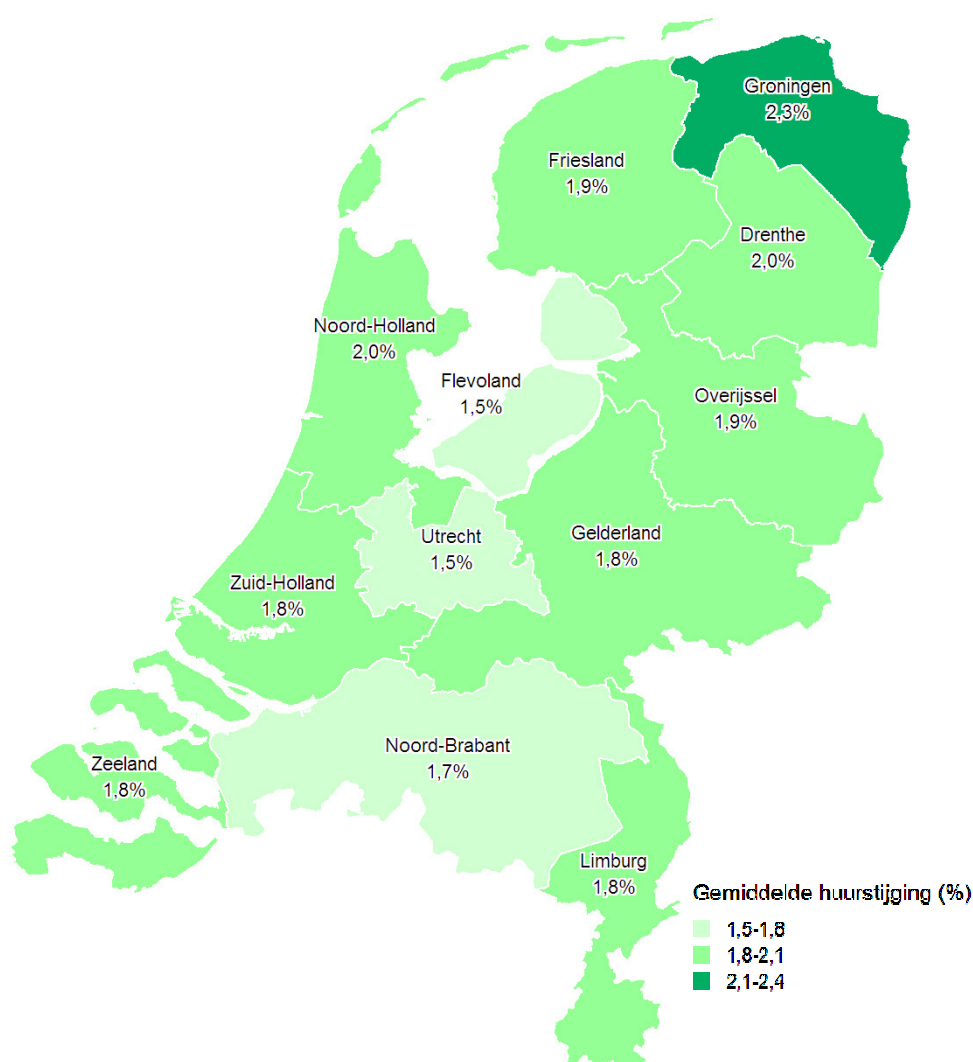 Groningen
2,3%
Friesland
1,9%
Drenthe
2,0%
Noord-Holland
2,0%
Flevoland
1,5%
Overijssel
1,9%
Utrecht
1,5%
Gelderland
1,8%
Zuid-Holland
1,8%
Noord-Brabant
1,7%
Zeeland
1,8%
Limburg
1,8%
Gemiddelde huurstijging (%)
1,5-1,8
1,8-2,1
2,1-2,4